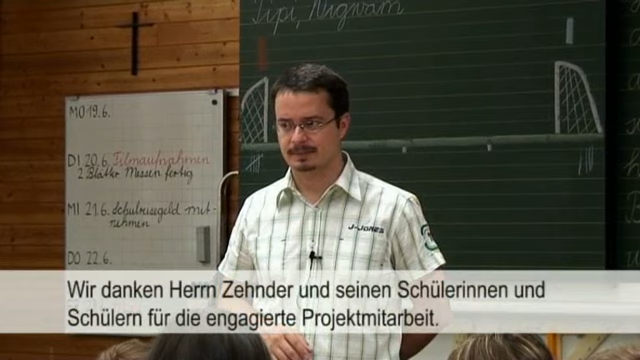 Tipi, Wigwam
MO 19.6.
DI 20.6. Filmaufnahmen
2 Blätter Messen fertig
MI 21.6. Schulreisegeld mit-
nehmen
DO 22.6.
J-JONES
Wir danken Herrn Zehnder und seinen Schülerinnen und
Schülern für die engagierte Projektmitarbeit.